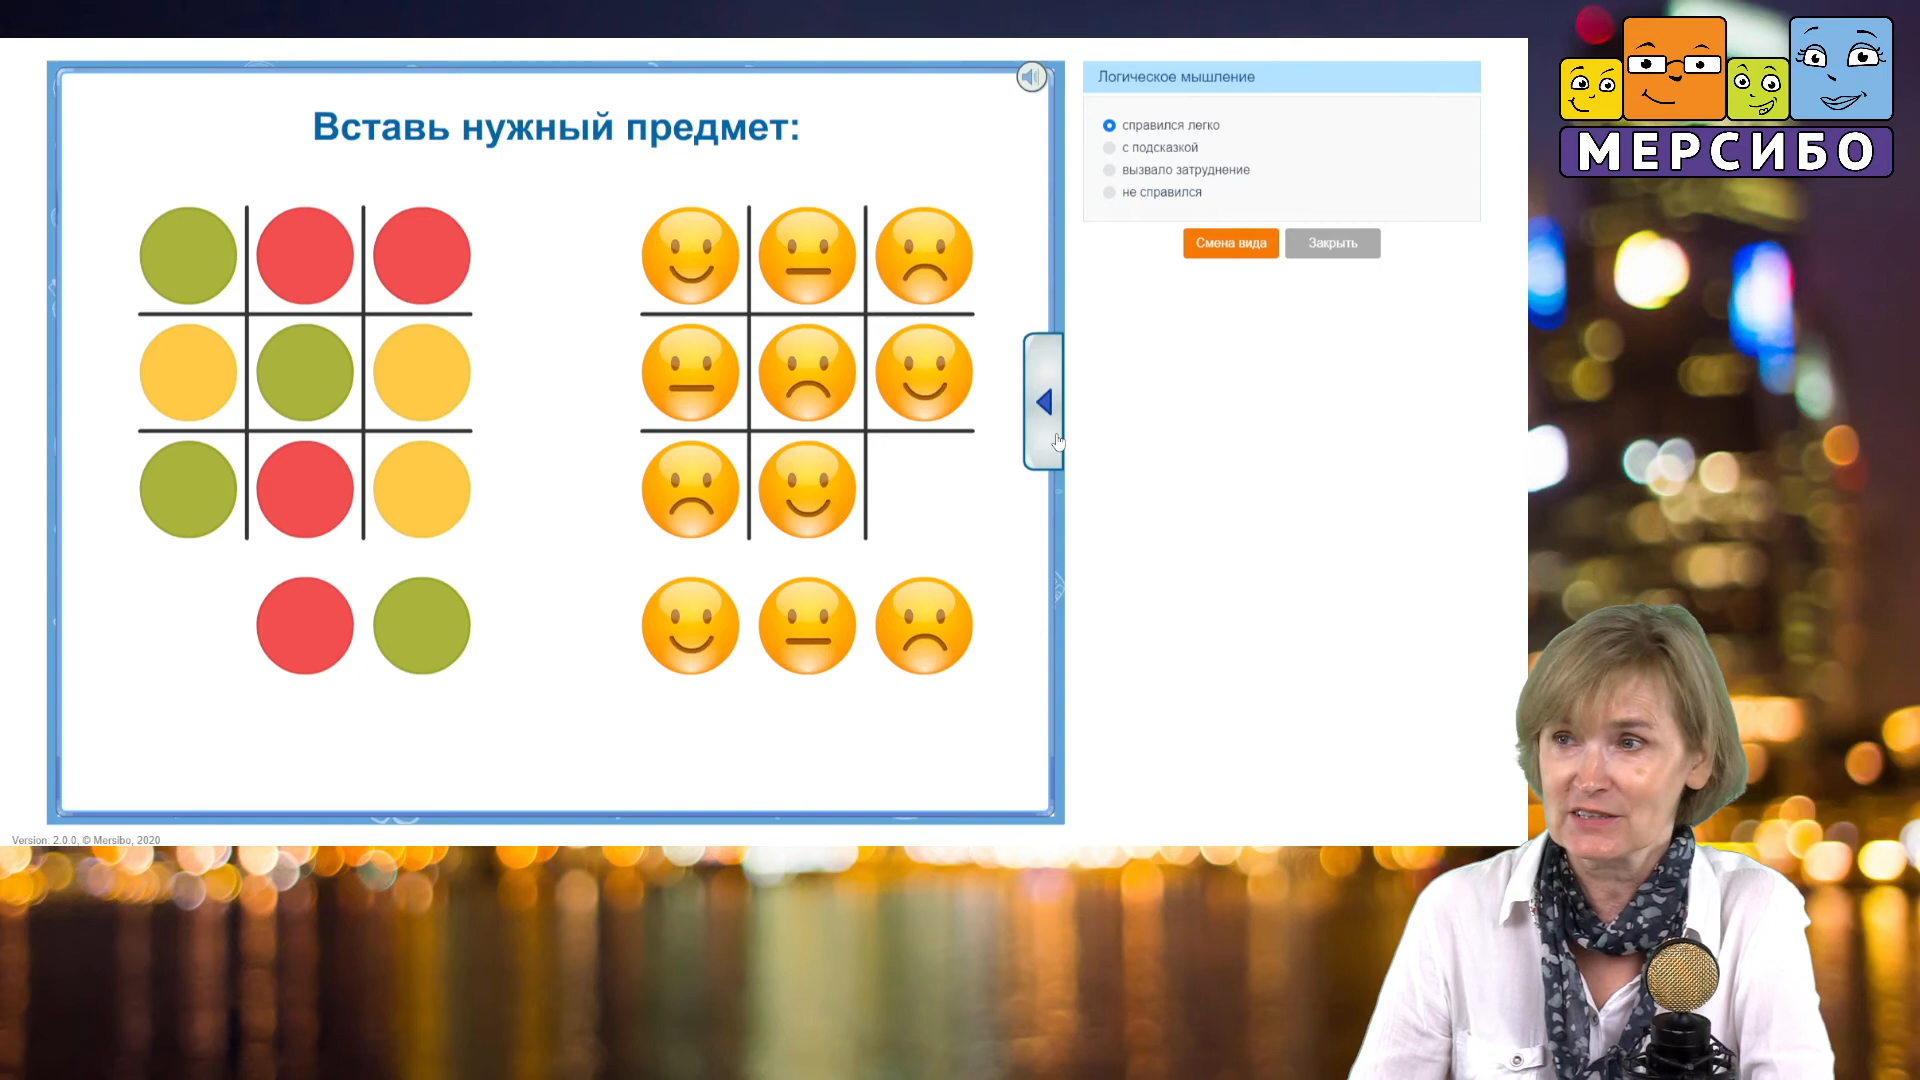 Вставь нужный предмет:
Логическое мышление
справился легко
с подсказкой
вызвало затруднение
не справился
Смена вида
Закрыть
МЕРСИБО
Version: 2.0.0, © Mersibo, 2020